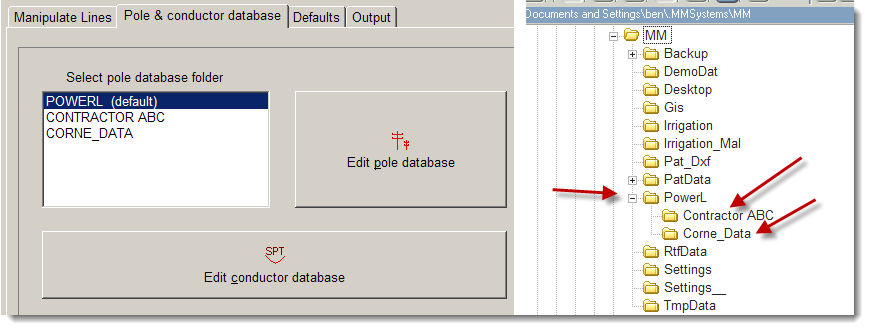 Manipulate Lines
Pole & conductor database
Defaults
Output
Select pole database folder
POWERL (default)
CONTRACTOR ABC
CORNE_DATA
Edit pole database
SPT
Edit conductor database
Documents and Settings\ben\.MMSystems\MM
MM
Backup
DemoDat
Desktop
Gis
Irrigation
Irrigation_Mal
Pat_Dxf
PatData
PowerL
Contractor ABC
Corne_Data
RtfData
Settings
Settings__
TmpData